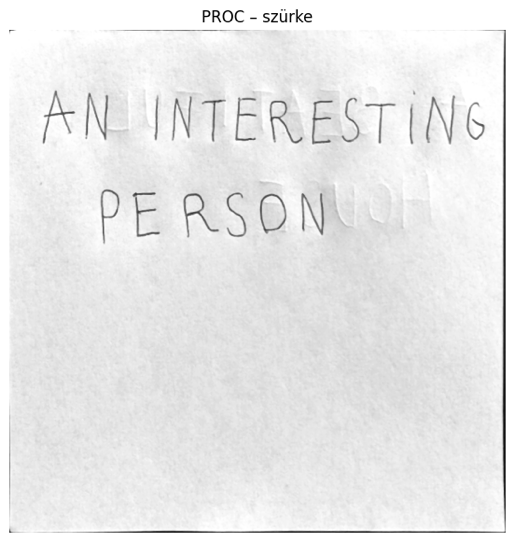 PROC – szürke
AN INTERESTING
PERSON